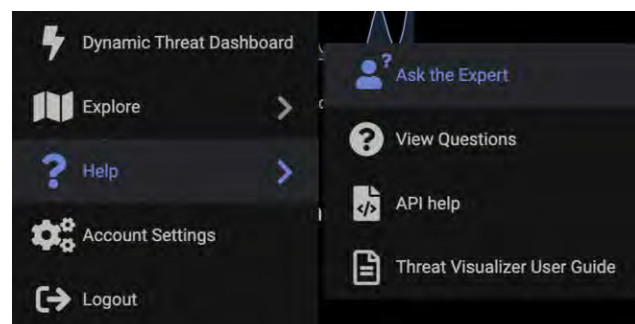 Dynamic Threat Dashboard
Explore
Help
Account Settings
Logout
Ask the Expert
View Questions
API help
Threat Visualizer User Guide